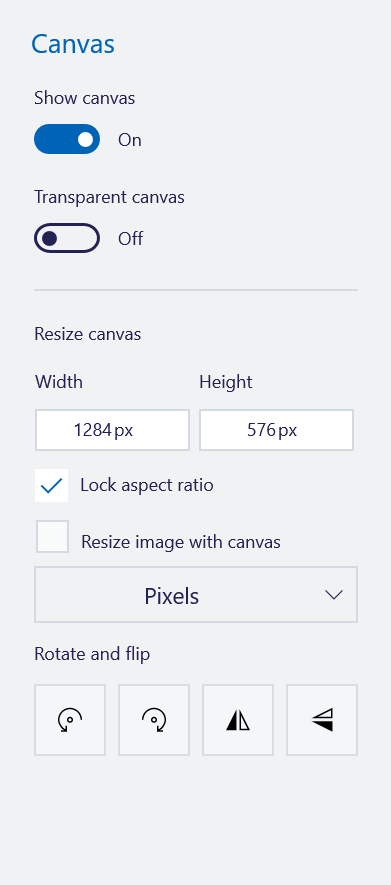 Canvas
Show canvas
On
Transparent canvas
Off
Resize canvas
Width Height
1284 px 576 px
Lock aspect ratio
Resize image with canvas
Pixels
Rotate and flip